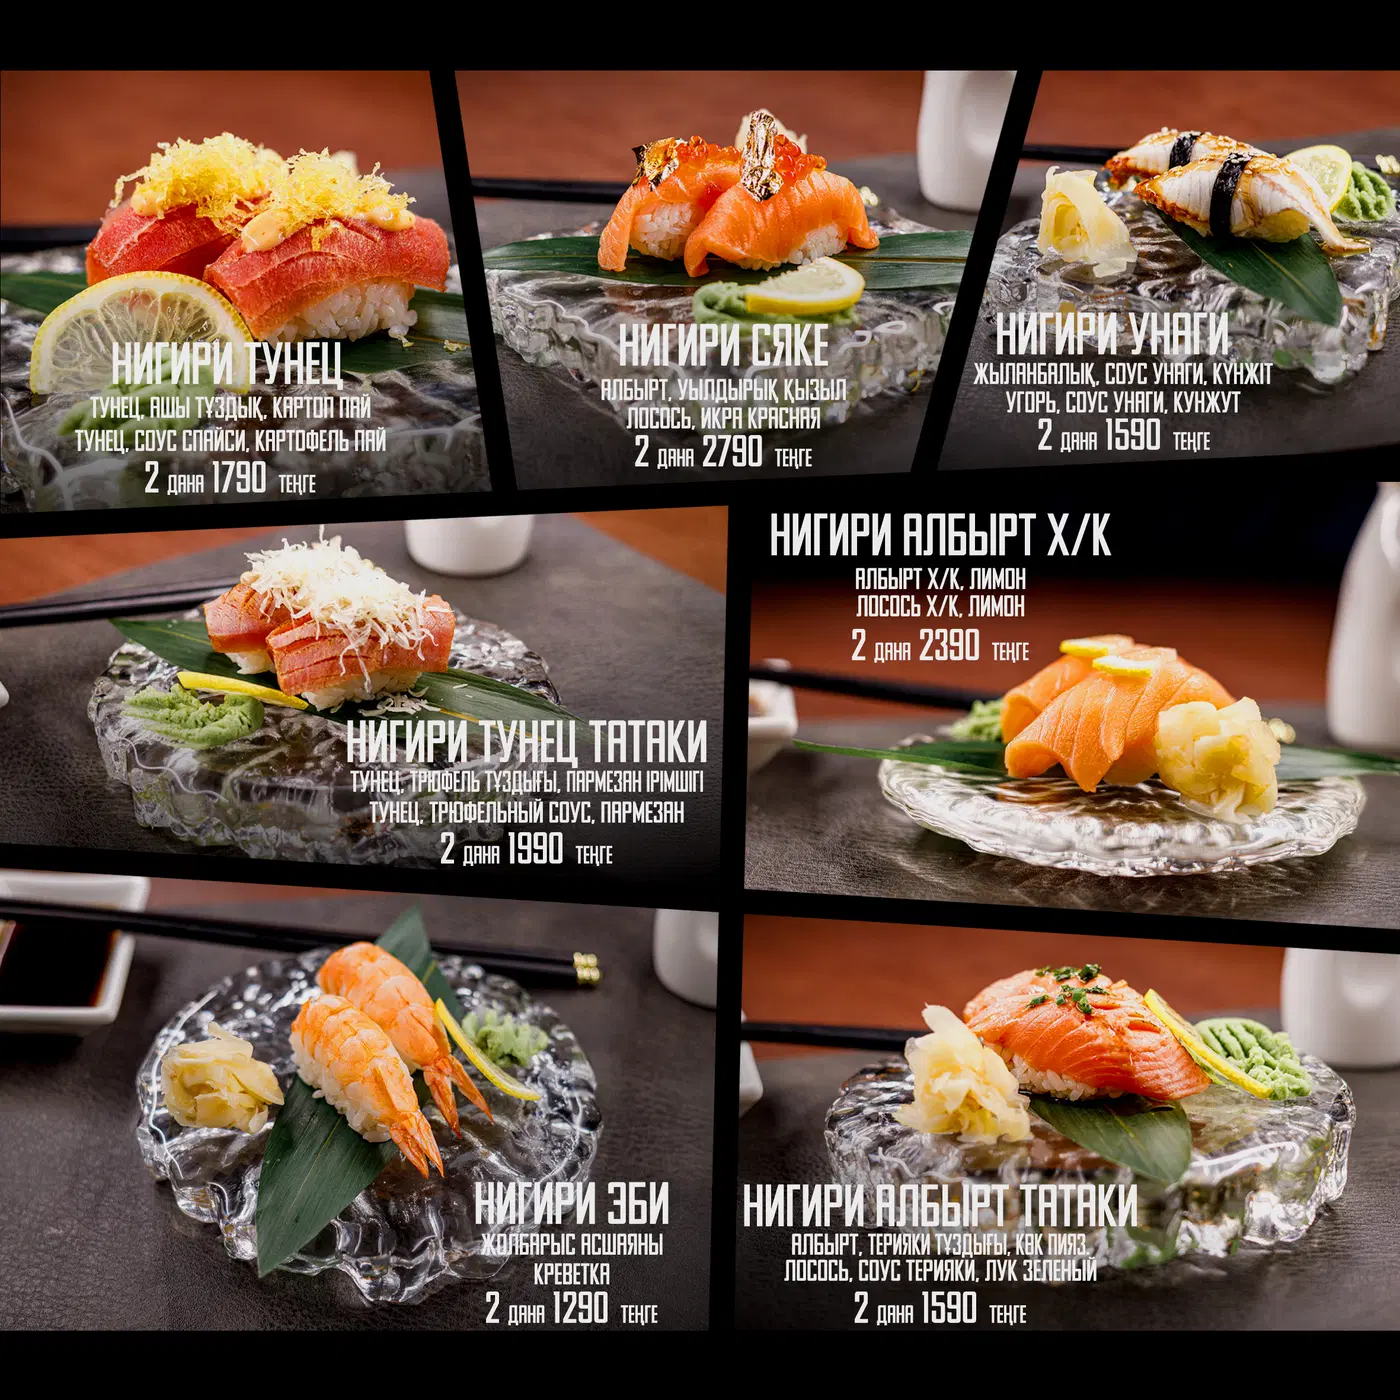 НИГИРИ ТУНЕЦ
ТУНЕЦ, АШЫ ТҰЗДЫҚ, КАРТОП ПАЙ
ТУНЕЦ, СОУС СПАЙСИ, КАРТОФЕЛЬ ПАЙ
2 ДАНА 1790 ТЕҢГЕ
НИГИРИ СЯКЕ
АЛБЫРТ, УЫЛДЫРЫҚ ҚЫЗЫЛ
ЛОСОСЬ, ИКРА КРАСНАЯ
2 ДАНА 2790 ТЕҢГЕ
НИГИРИ УНАГИ
ЖЫЛАНБАЛЫҚ, СОУС УНАГИ, КҮНЖІТ
УГОРЬ, СОУС УНАГИ, КУНЖУТ
2 ДАНА 1590 ТЕҢГЕ
НИГИРИ ТУНЕЦ ТАТАКИ
ТУНЕЦ, ТРЮФЕЛЬ ТҰЗДЫҒЫ, ПАРМЕЗАН ІРІМШІГІ
ТУНЕЦ, ТРЮФЕЛЬНЫЙ СОУС, ПАРМЕЗАН
2 ДАНА 1990 ТЕҢГЕ
НИГИРИ АЛБЫРТ Х/К
АЛБЫРТ Х/К, ЛИМОН
ЛОСОСЬ Х/К, ЛИМОН
2 ДАНА 2390 ТЕҢГЕ
НИГИРИ ЭБИ
ЖОЛБАРЫС АСШАЯНЫ
КРЕВЕТКА
2 ДАНА 1290 ТЕҢГЕ
НИГИРИ АЛБЫРТ ТАТАКИ
АЛБЫРТ, ТЕРИЯКИ ТҰЗДЫҒЫ, КӨК ПИЯЗ.
ЛОСОСЬ, СОУС ТЕРИЯКИ, ЛУК ЗЕЛЕНЫЙ
2 ДАНА 1590 ТЕҢГЕ